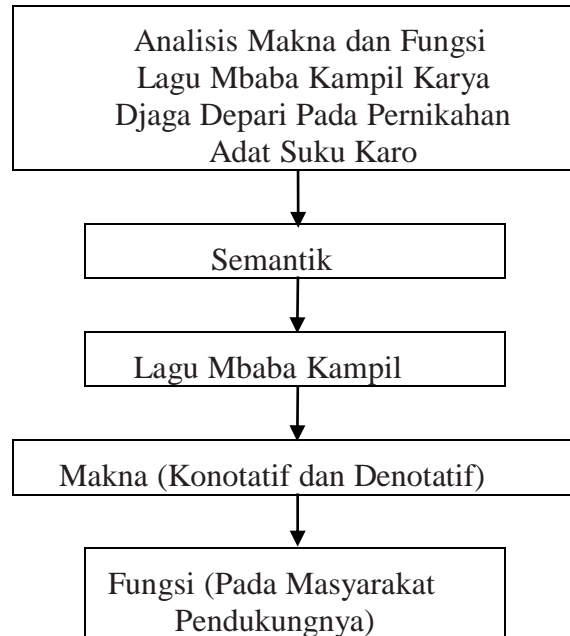 Analisis Makna dan Fungsi
Lagu Mbaba Kampil Karya
Djaga Depari Pada Pernikahan
Adat Suku Karo
Semantik
Lagu Mbaba Kampil
Makna (Konotatif dan Denotatif)
Fungsi (Pada Masyarakat
Pendukungnya)